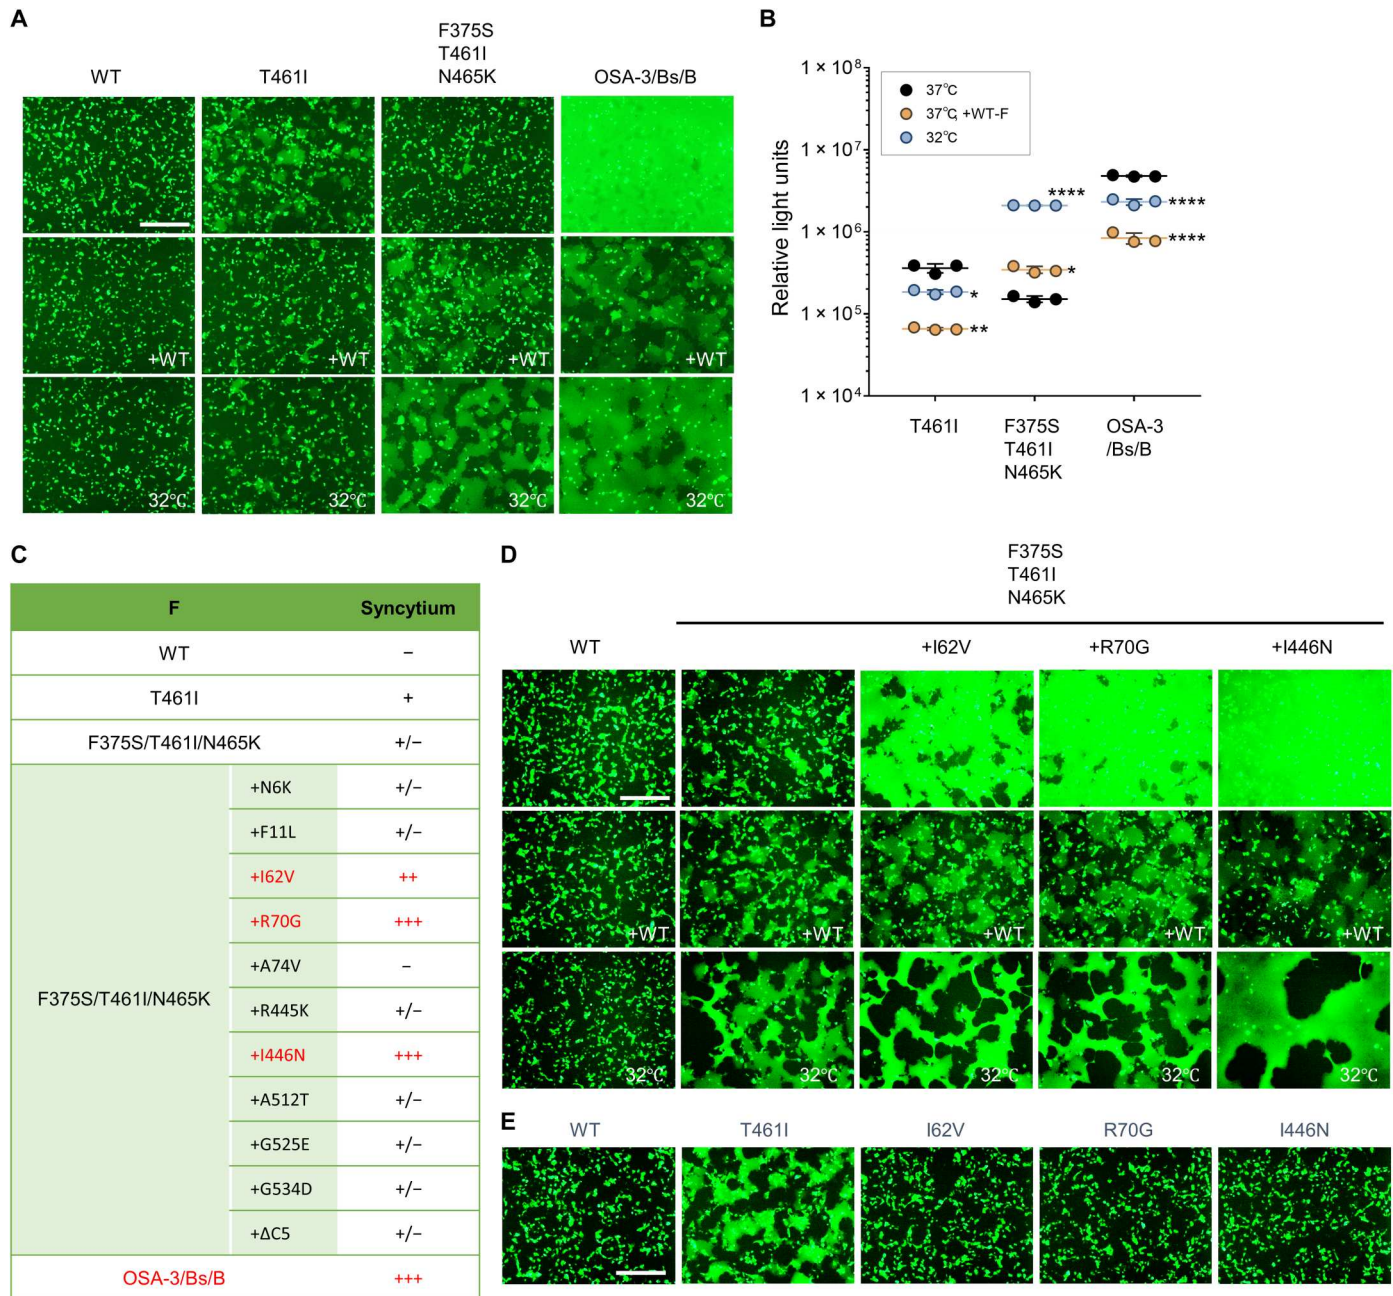 A
WT
T461I
F375S
T461I
N465K
OSA-3/Bs/B
+WT
+WT
+WT
+WT
32℃
32℃
32℃
32℃
B
1 × 10⁸
1 × 10⁷
1 × 10⁶
1 × 10⁵
1 × 10⁴
Relative light units
37℃
37℃, +WT-F
32℃
*
**
****
*
****
****
T461I
F375S
T461I
N465K
OSA-3
/Bs/B
C
F Syncytium
WT −
T461I +
F375S/T461I/N465K +/−
F375S/T461I/N465K
+N6K +/−
+F11L +/−
+I62V ++
+R70G +++
+A74V −
+R445K +/−
+I446N +++
+A512T +/−
+G525E +/−
+G534D +/−
+ΔC5 +/−
OSA-3/Bs/B +++
D
F375S
T461I
N465K
WT
+I62V
+R70G
+I446N
+WT
+WT
+WT
+WT
32℃
32℃
32℃
32℃
32℃
E
WT
T461I
I62V
R70G
I446N